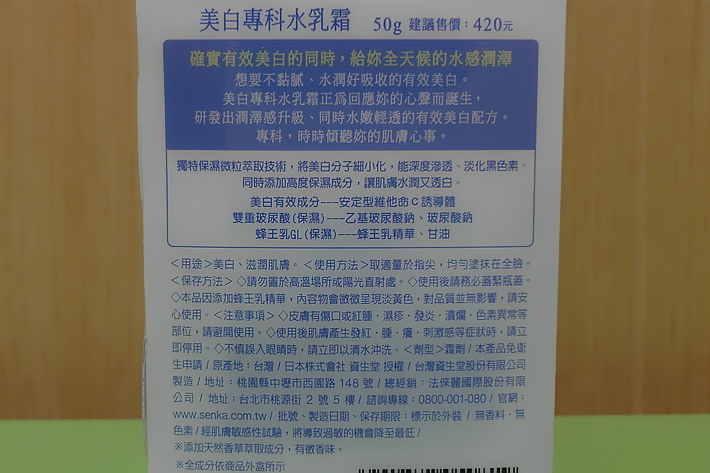 美白專科水乳霜 50g 建議售價：420元
確實有效美白的同時，給妳全天候的水感潤澤
想要不黏膩、水潤好吸收的有效美白。
美白專科水乳霜正爲回應妳的心聲而誕生，
研發出潤澤感升級、同時水嫩輕透的有效美白配方。
專科，時時傾聽妳的肌膚心事。
獨特保濕微粒萃取技術，將美白分子細小化，能深度滲透、淡化黑色素。
同時添加高度保濕成分，讓肌膚水潤又透白。
美白有效成分---安定型維他命C誘導體
雙重玻尿酸(保濕)---乙基玻尿酸鈉、玻尿酸鈉
蜂王乳GL(保濕)---蜂王乳精華、甘油
＜用途＞美白、滋潤肌膚。＜使用方法＞取適量於指尖，均勻塗抹在全臉。
＜保存方法＞◇請勿置於高溫場所或陽光直射處。◇使用後請務必蓋緊瓶蓋。
◇本品因添加蜂王乳精華，內容物會微微呈現淡黃色，對品質並無影響，請安
心使用。＜注意事項＞◇皮膚有傷口或紅腫、濕疹、發炎、潰爛、色素異常等
部位，請避開使用。◇使用後肌膚產生發紅、腫、癢、刺激感等症狀時，請立
即停用。◇不慎誤入眼睛時，請立即以清水沖洗。＜劑型＞霜劑 / 本產品免衛
生申請 / 原產地：台灣 / 日本株式會社 資生堂 授權 / 台灣資生堂股份有限公司
製造 / 地址：桃園縣中壢市西園路 148 號 / 總經銷：法倈麗國際股份有限
公司 / 地址：台北市桃源街 2 號 5 樓 / 諮詢專線：0800-001-080 / 官網：
www.senka.com.tw / 批號、製造日期、保存期限：標示於外裝 / 無香料、無
色素 / 經肌膚敏感性試驗，將導致過敏的機會降至最低 /
※添加天然香草萃取成分，有微香味。
※全成分依商品外盒所示